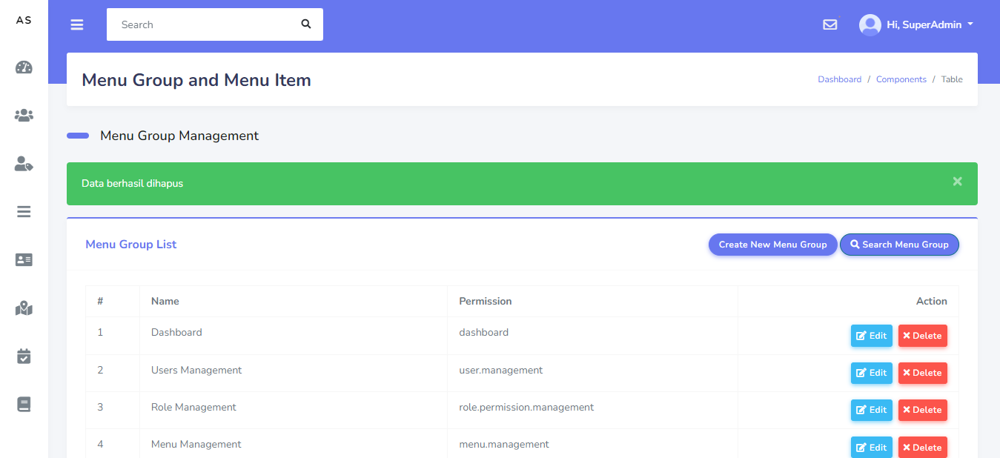 AS
Search
Hi, SuperAdmin
Menu Group and Menu Item
Dashboard / Components / Table
Menu Group Management
Data berhasil dihapus
Menu Group List
Create New Menu Group
Search Menu Group
# Name Permission Action
1 Dashboard dashboard Edit Delete
2 Users Management user.management Edit Delete
3 Role Management role.permission.management Edit Delete
4 Menu Management menu.management Edit Delete